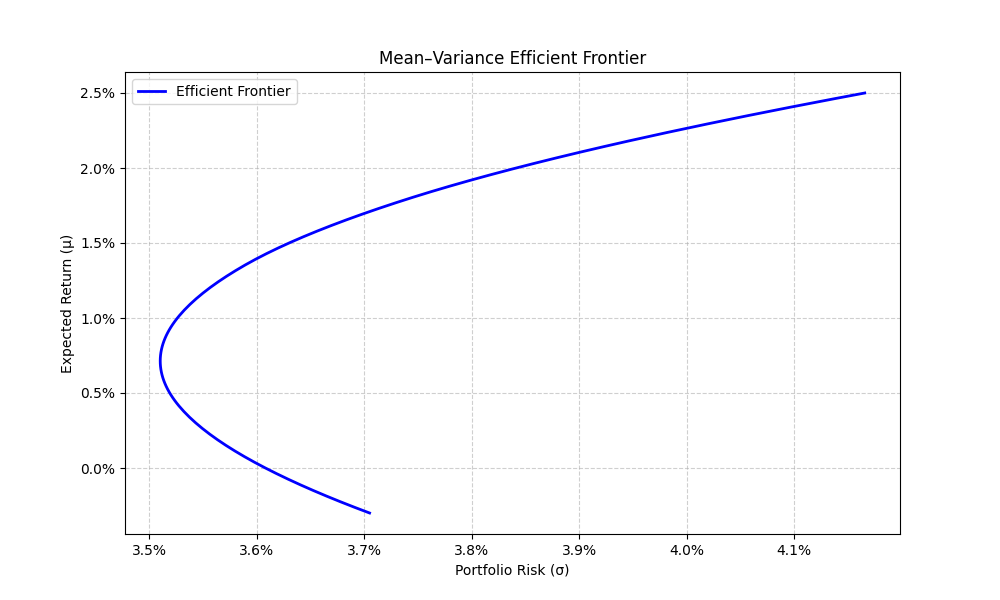 Mean–Variance Efficient Frontier
Efficient Frontier
Expected Return (μ)
2.5%
2.0%
1.5%
1.0%
0.5%
0.0%
3.5% 3.6% 3.7% 3.8% 3.9% 4.0% 4.1%
Portfolio Risk (σ)